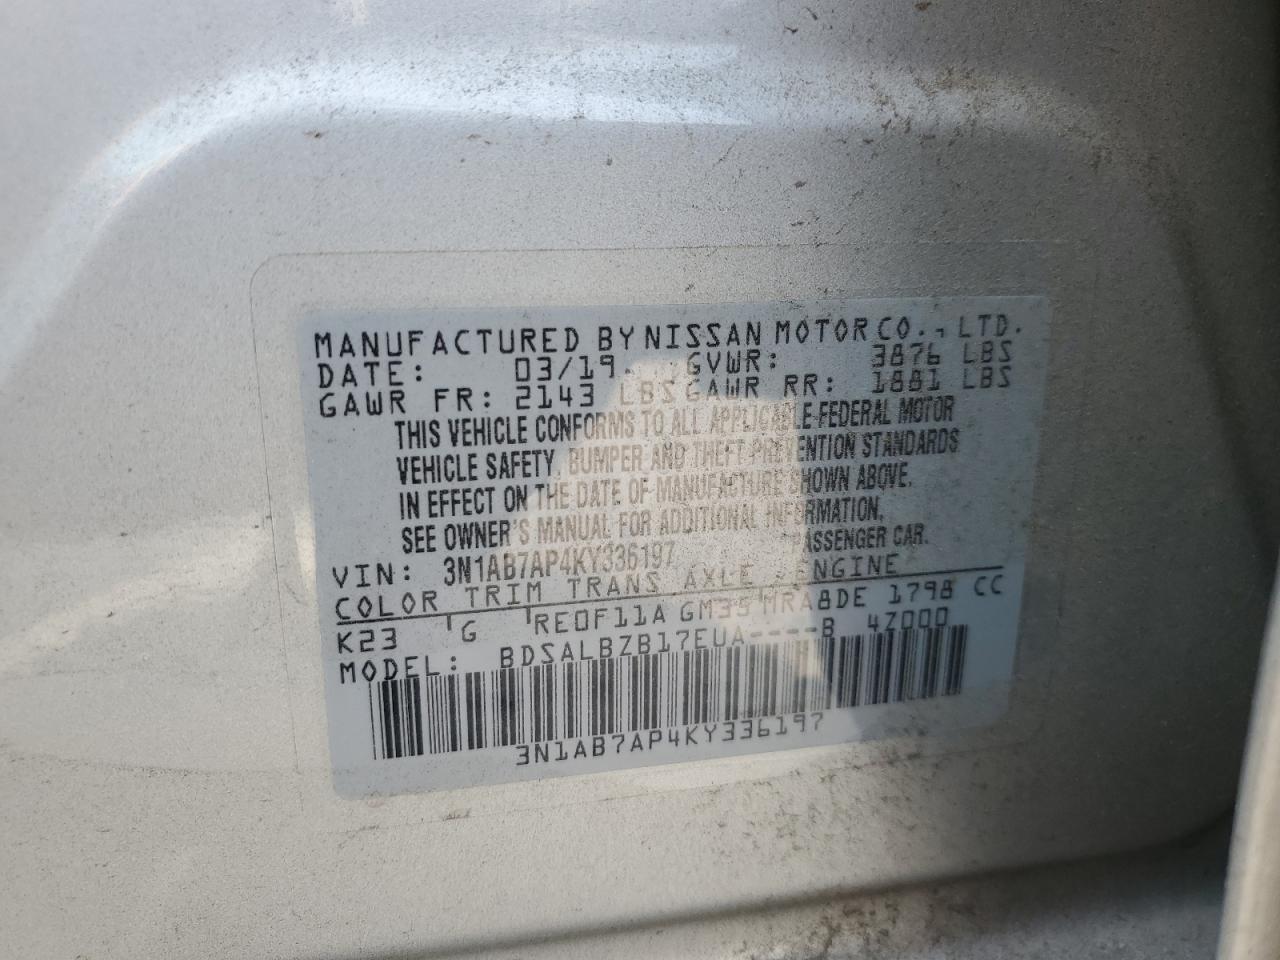 MANUFACTURED BY NISSAN MOTOR CO., LTD.
DATE: 03/19 GVWR: 3876 LBS
GAWR FR: 2143 LBS GAWR RR: 1881 LBS
THIS VEHICLE CONFORMS TO ALL APPLICABLE FEDERAL MOTOR
VEHICLE SAFETY, BUMPER AND THEFT PREVENTION STANDARDS
IN EFFECT ON THE DATE OF MANUFACTURE SHOWN ABOVE.
SEE OWNER'S MANUAL FOR ADDITIONAL INFORMATION.
VIN: 3N1AB7AP4KY336197 PASSENGER CAR.
COLOR TRIM TRANS AXLE ENGINE
K23 G RE0F11A GM35 MRA8DE 1798 CC
MODEL: BDSALBZB17EUA----B 4Z000
3N1AB7AP4KY336197